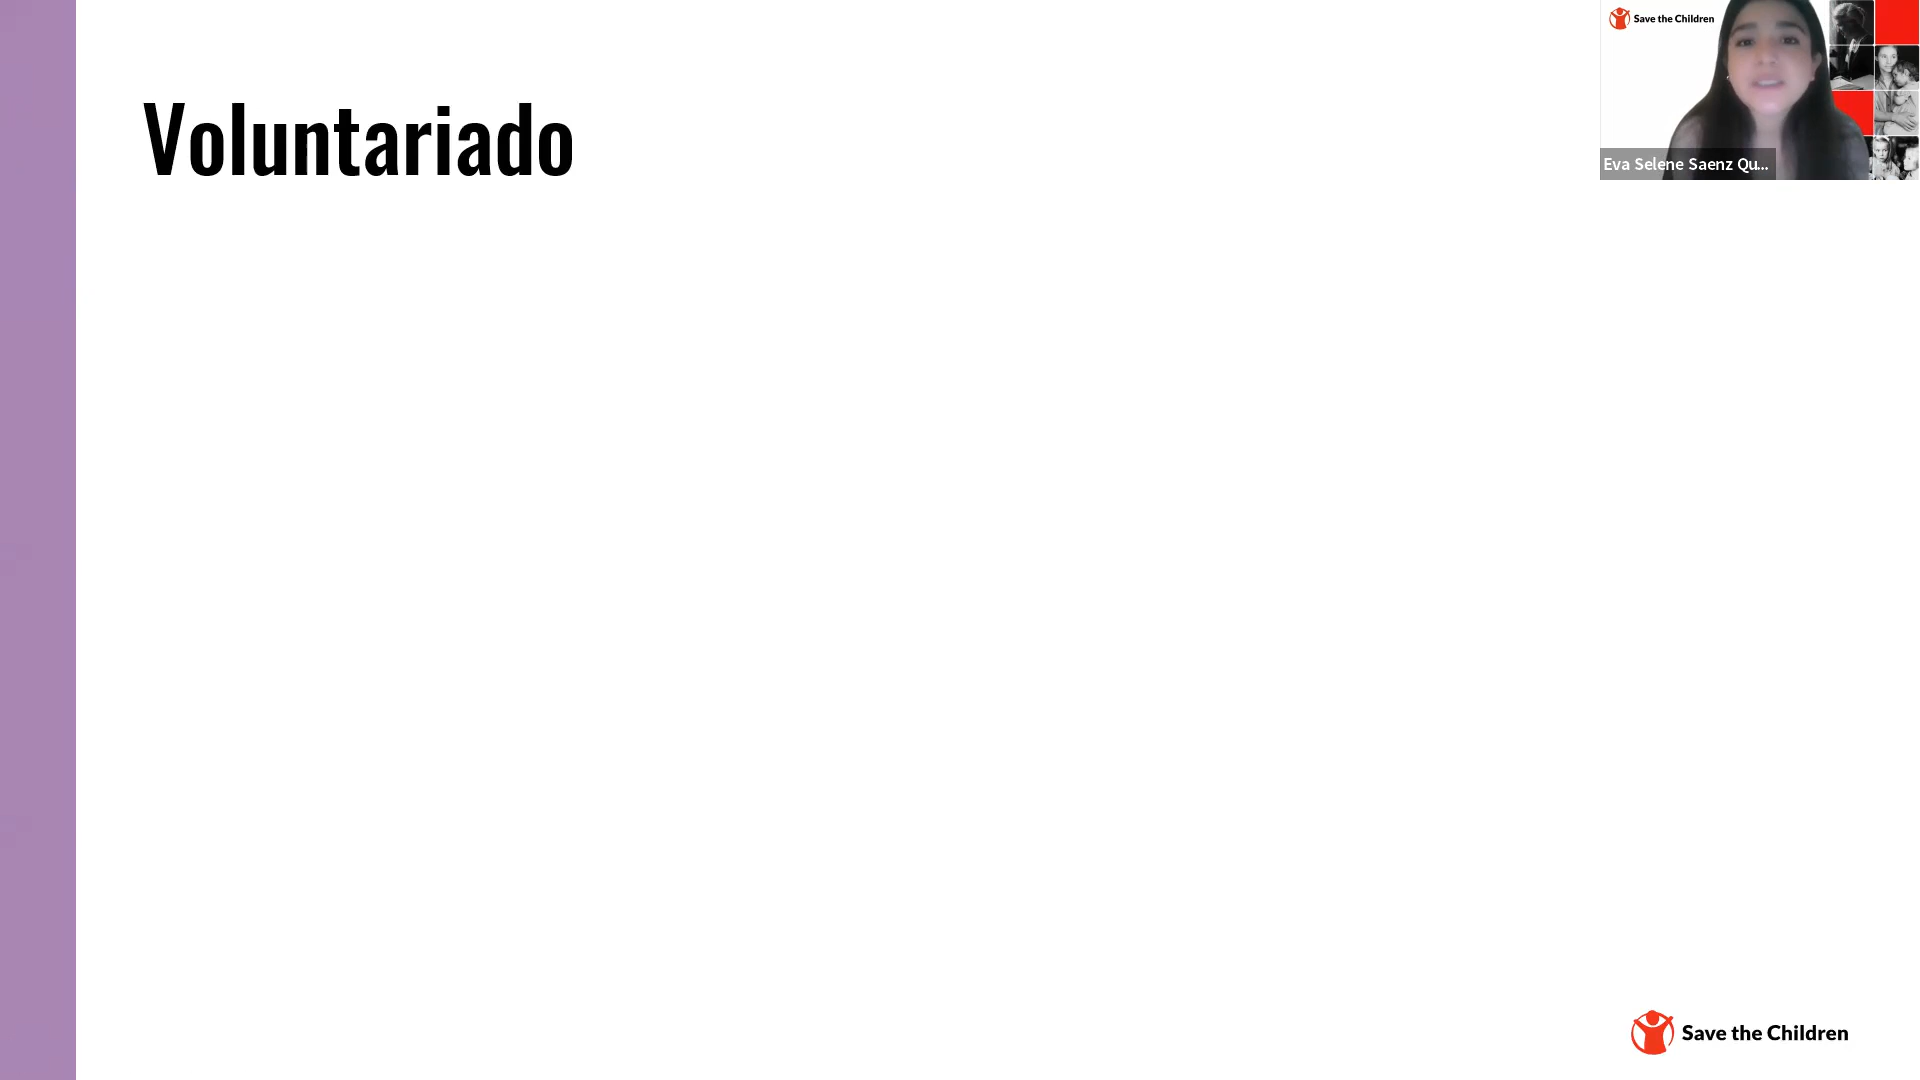 Save the Children
Voluntariado
Eva Selene Saenz Qu...
Save the Children